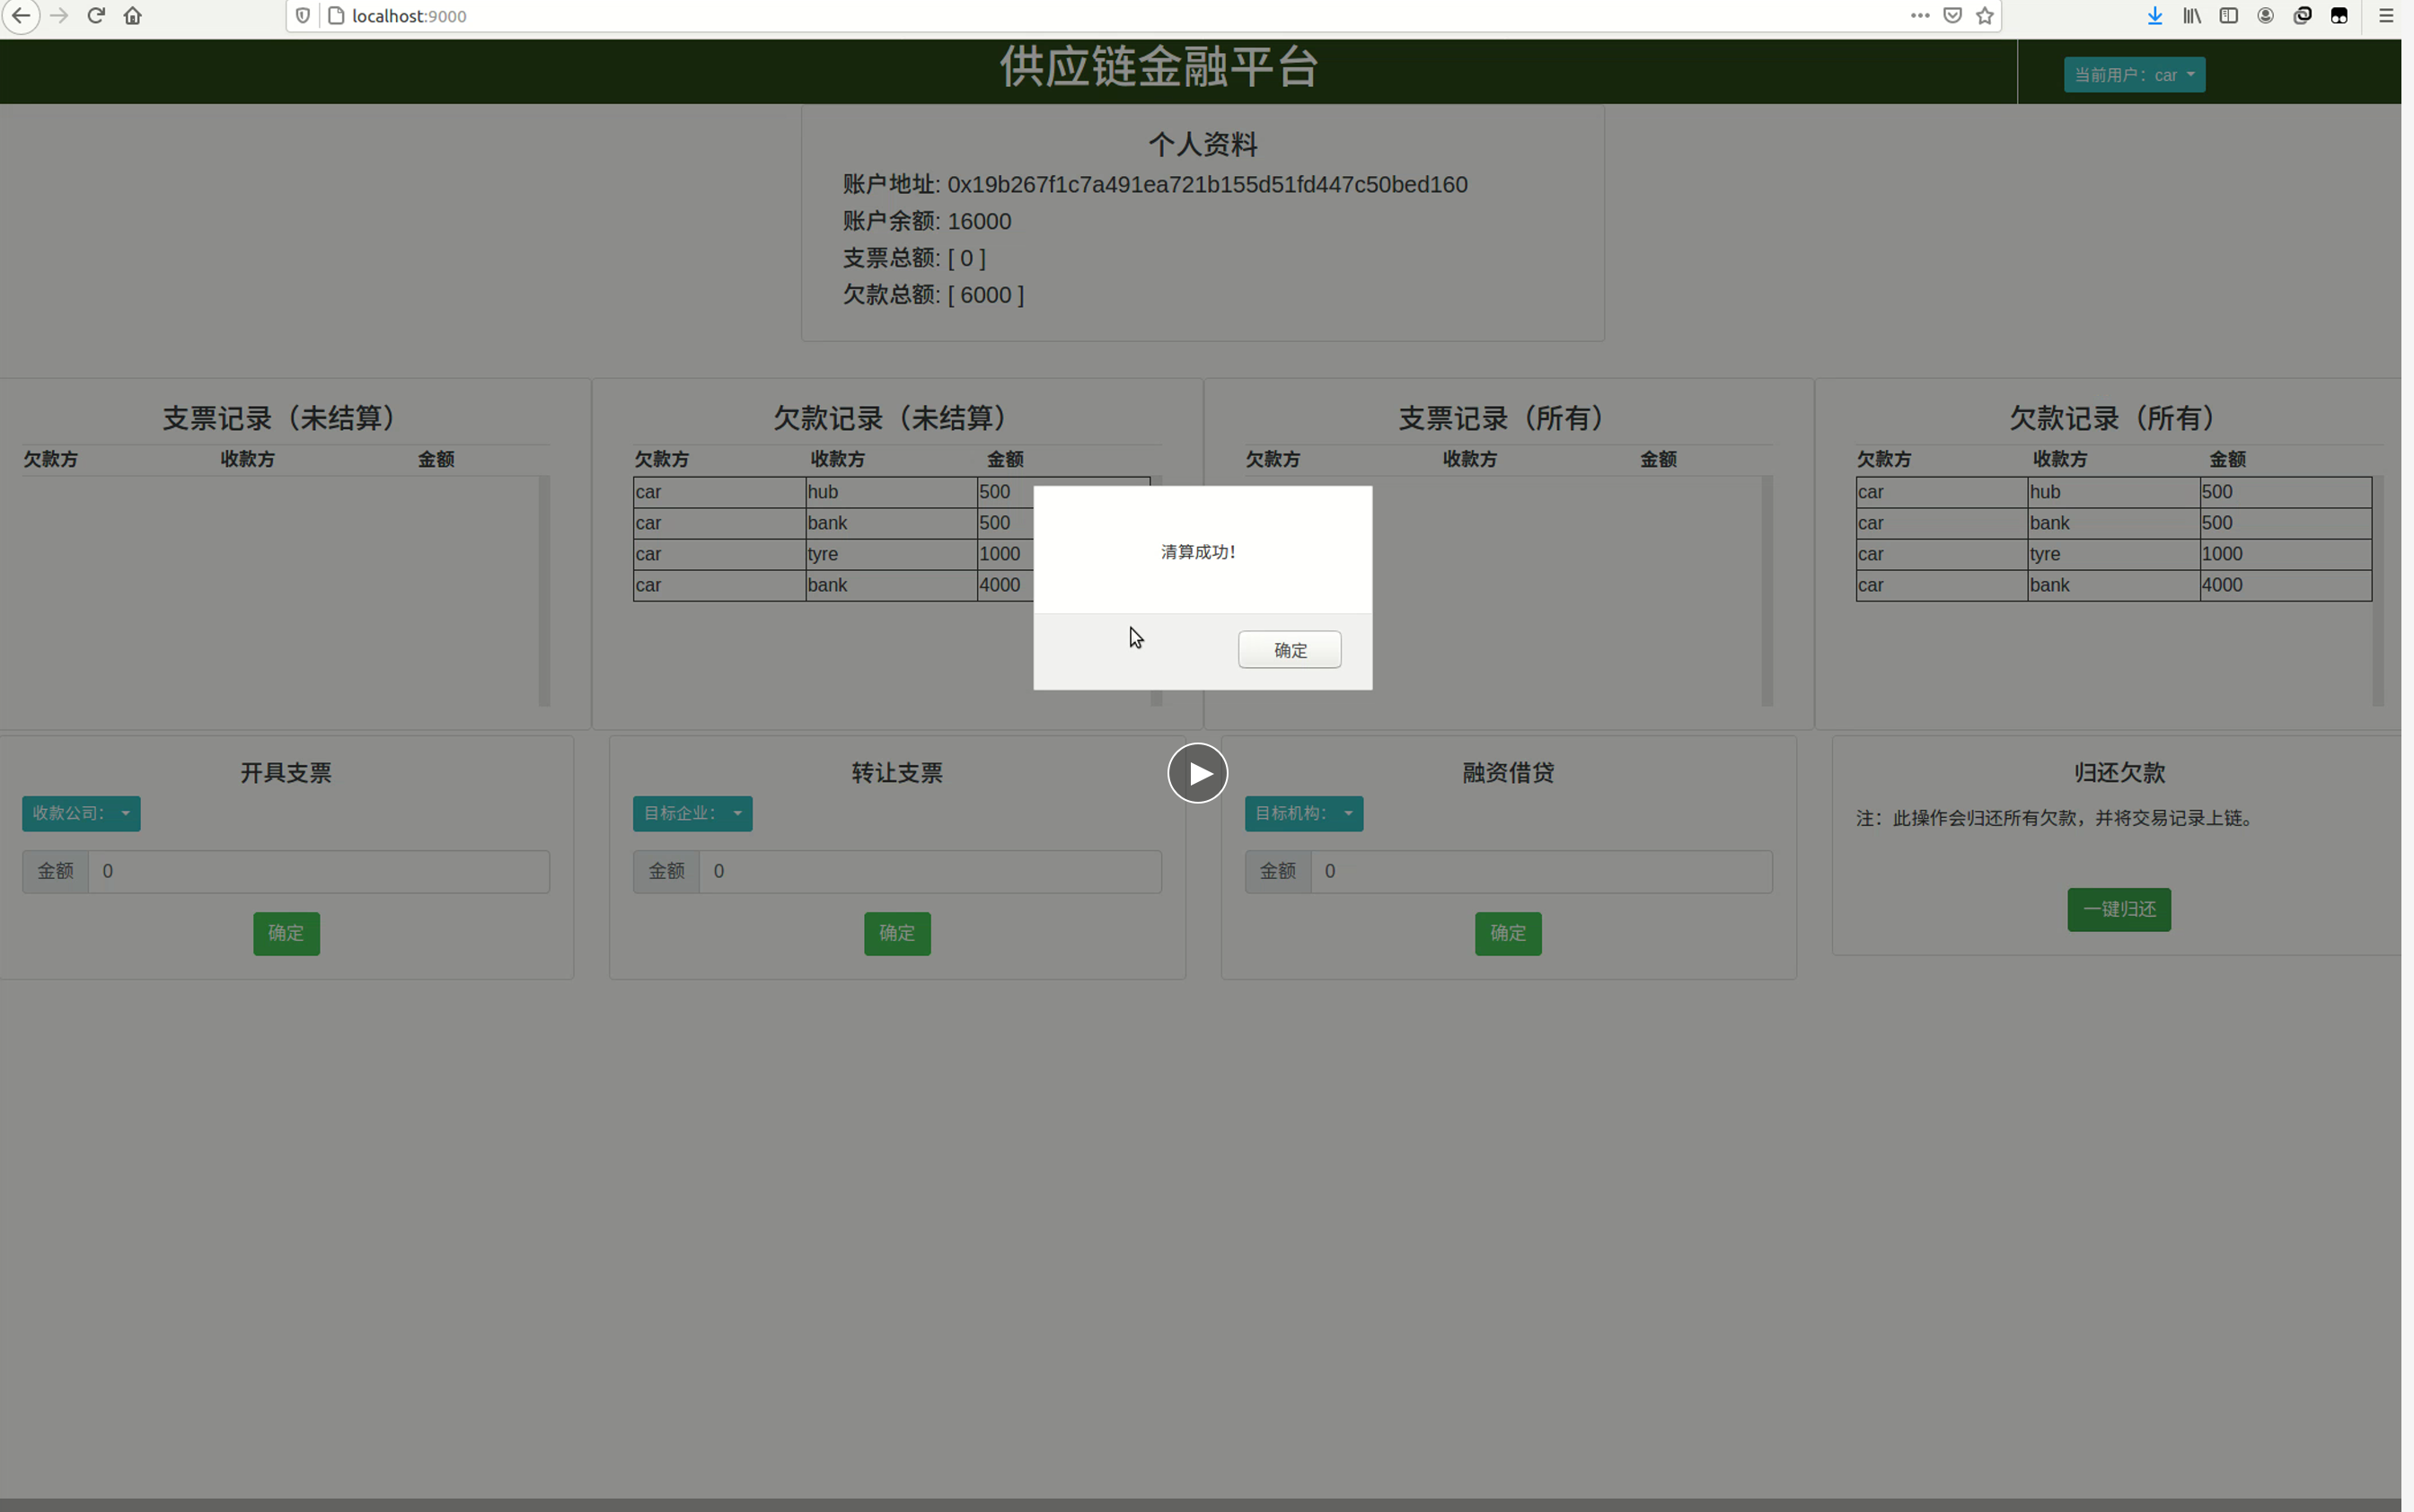 localhost:9000
供应链金融平台
当前用户：car
个人资料
账户地址: 0x19b267f1c7a491ea721b155d51fd447c50bed160
账户余额: 16000
支票总额: [ 0 ]
欠款总额: [ 6000 ]
支票记录（未结算）
欠款方 收款方 金额
欠款记录（未结算）
欠款方 收款方 金额
car hub 500
car bank 500
car tyre 1000
car bank 4000
支票记录（所有）
欠款方 收款方 金额
欠款记录（所有）
欠款方 收款方 金额
car hub 500
car bank 500
car tyre 1000
car bank 4000
清算成功！
确定
开具支票
收款公司：
金额 0
确定
转让支票
目标企业：
金额 0
确定
融资借贷
目标机构：
金额 0
确定
归还欠款
注：此操作会归还所有欠款，并将交易记录上链。
一键归还